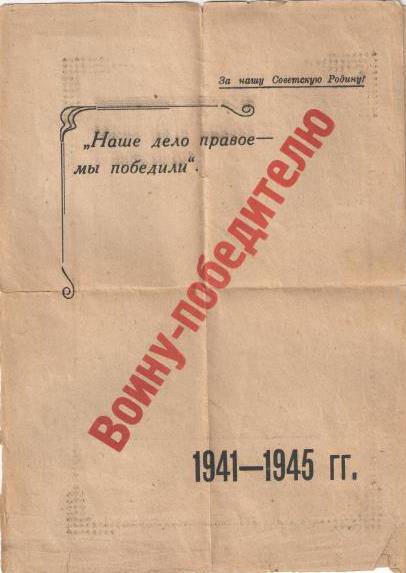 За нашу Советскую Родину!
„Наше дело правое—
мы победили“.
Воину-победителю
1941—1945 гг.